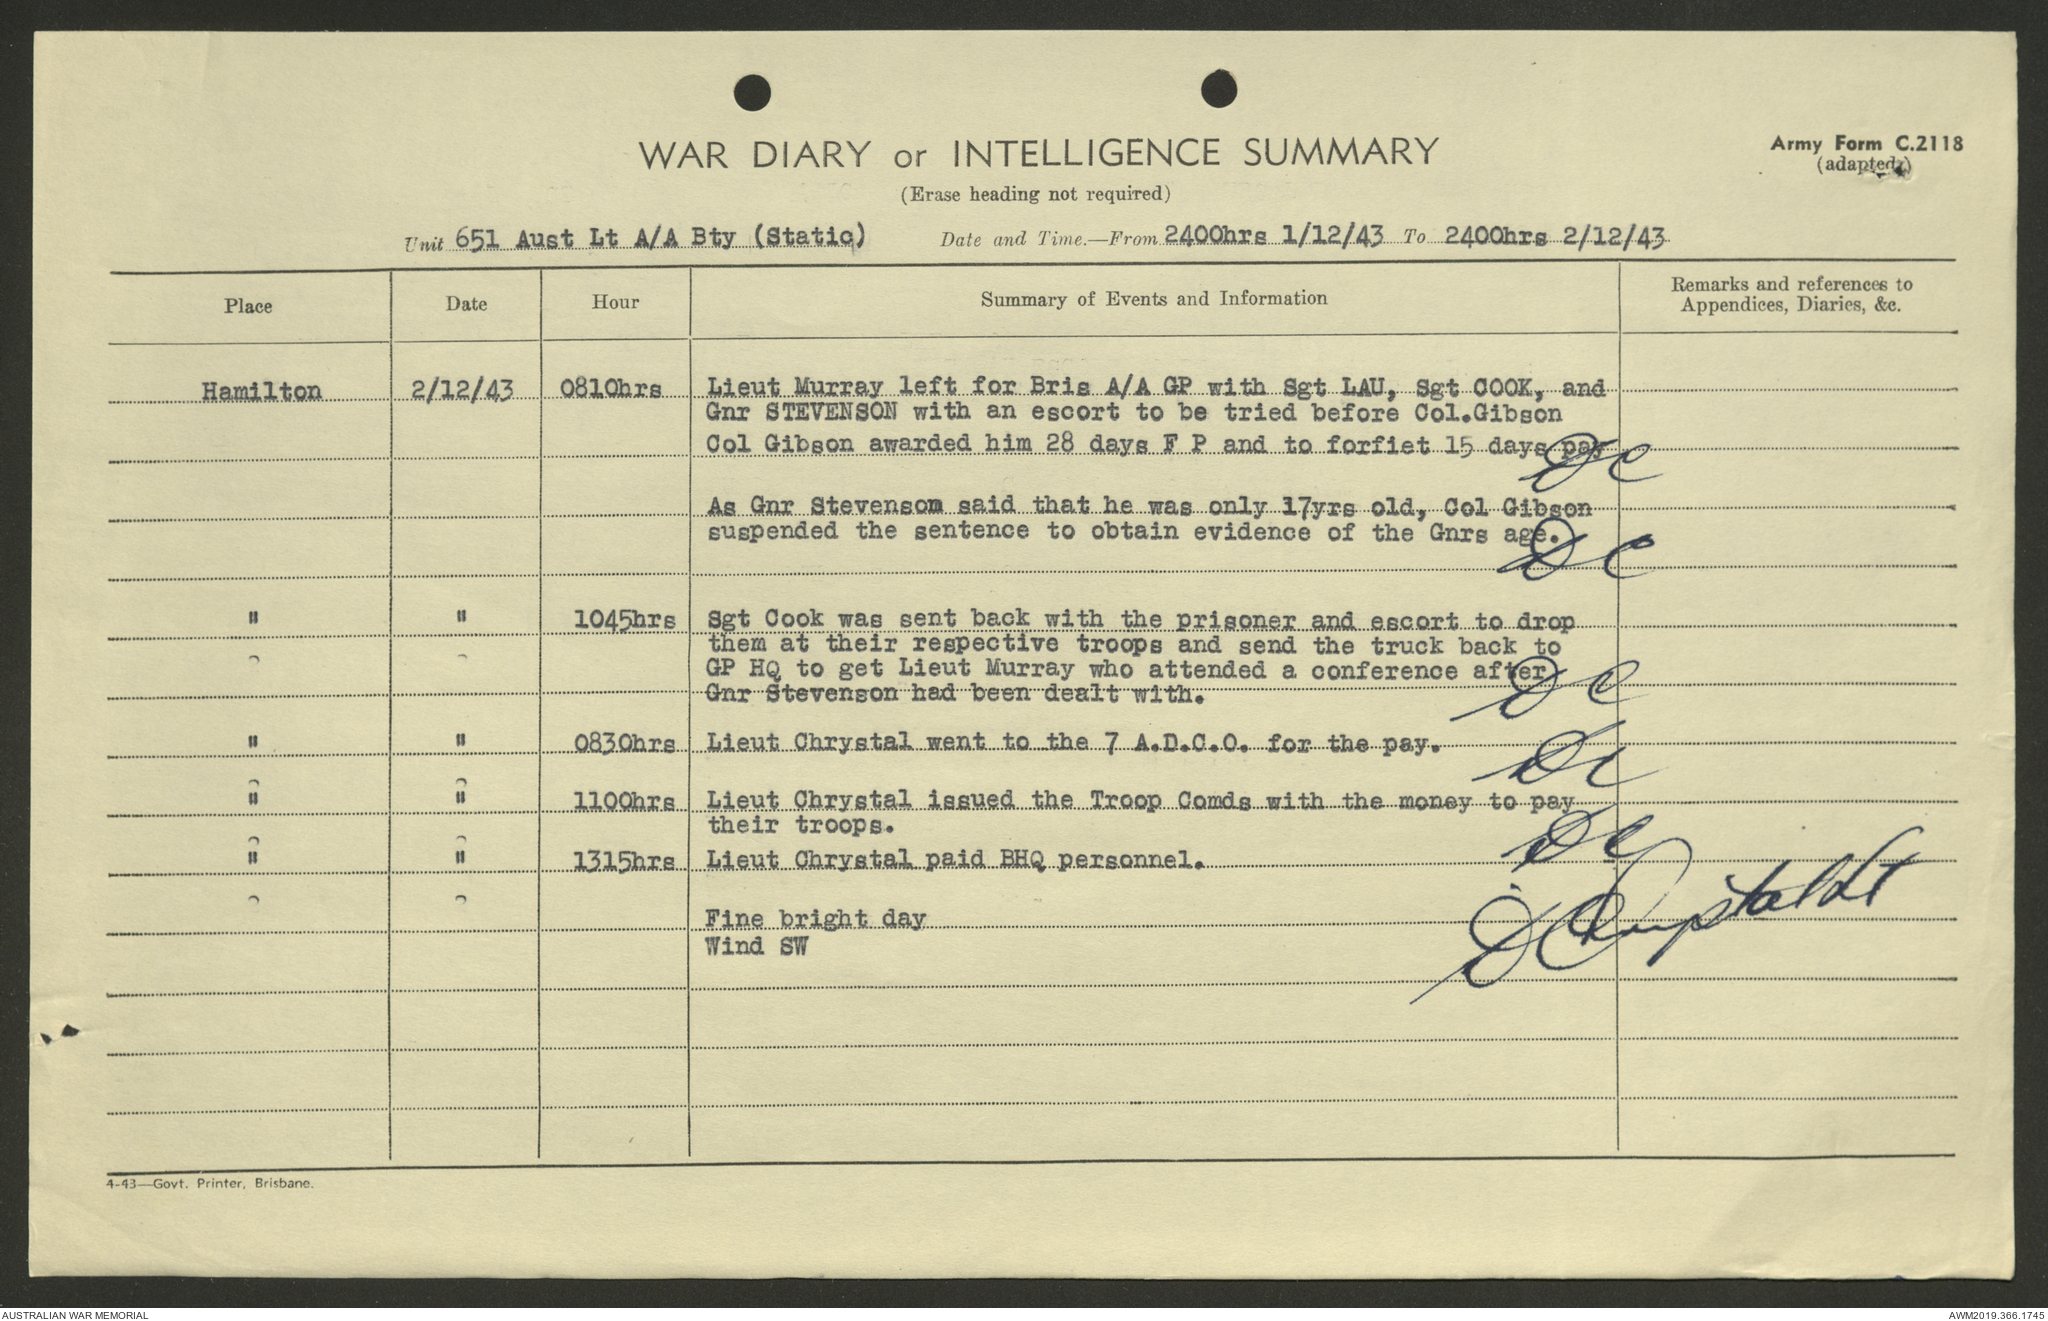 WAR DIARY or INTELLIGENCE SUMMARY
Army Form C.2118
(adapted.)
(Erase heading not required)
Unit 651 Aust Lt A/A Bty (Static) Date and Time.—From 2400hrs 1/12/43 To 2400hrs 2/12/43
Place Date Hour Summary of Events and Information Remarks and references to
Appendices, Diaries, &c.
Hamilton 2/12/43 0810hrs Lieut Murray left for Bris A/A GP with Sgt LAU, Sgt COOK, and
Gnr STEVENSON with an escort to be tried before Col.Gibson
Col Gibson awarded him 28 days F P and to forfiet 15 days pay
DC
As Gnr Stevensom said that he was only 17yrs old, Col Gibson
suspended the sentence to obtain evidence of the Gnrs age.
DC
" " 1045hrs Sgt Cook was sent back with the prisoner and escort to drop
them at their respective troops and send the truck back to
GP HQ to get Lieut Murray who attended a conference after
Gnr Stevenson had been dealt with.
DC
" " 0830hrs Lieut Chrystal went to the 7 A.D.C.O. for the pay.
DC
" " 1100hrs Lieut Chrystal issued the Troop Comds with the money to pay
their troops.
DC
" " 1315hrs Lieut Chrystal paid BHQ personnel.
D Chrystal Lt
Fine bright day
Wind SW
4-43—Govt. Printer, Brisbane.
AUSTRALIAN WAR MEMORIAL
AWM2019.366.1745